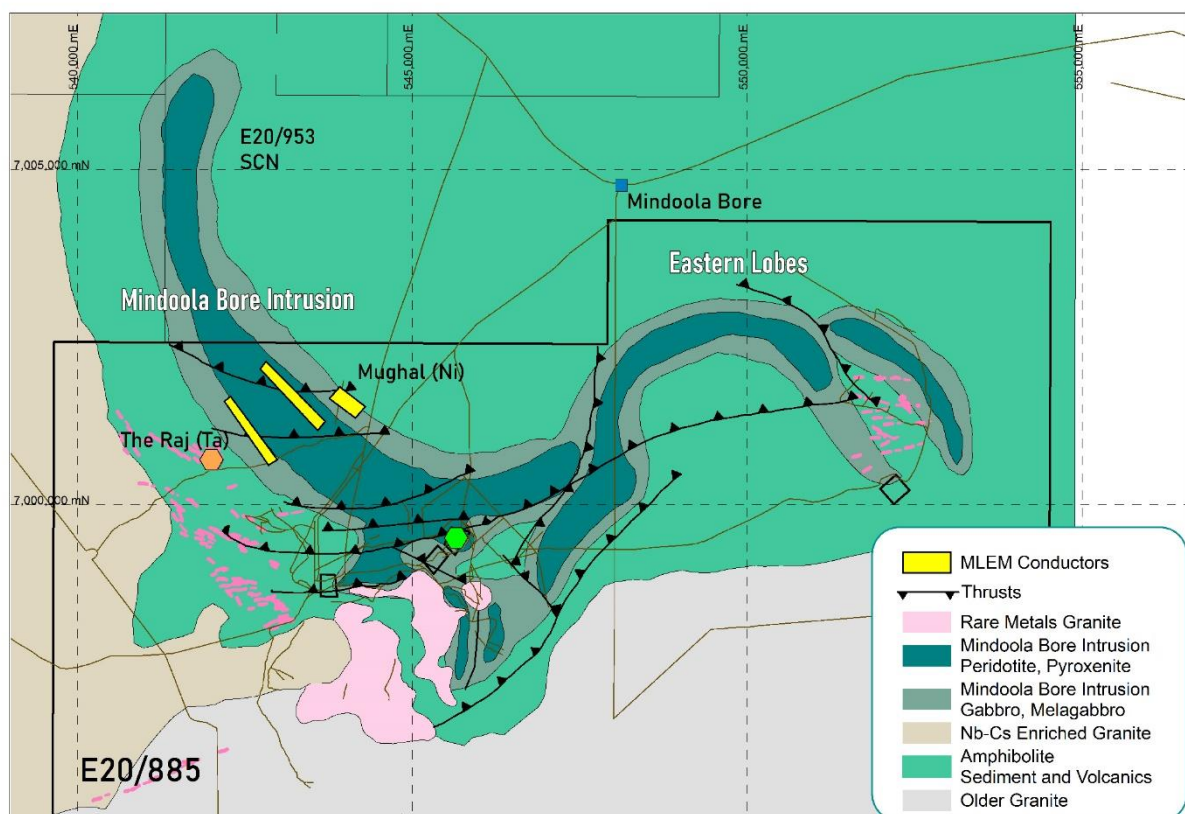 540,000 mE
545,000 mE
550,000 mE
555,000 mE
E20/953
SCN
7,005,000 mN
Mindoola Bore
Eastern Lobes
Mindoola Bore Intrusion
Mughal (Ni)
The Raj (Ta)
7,000,000 mN
E20/885
MLEM Conductors
Thrusts
Rare Metals Granite
Mindoola Bore Intrusion
Peridotite, Pyroxenite
Mindoola Bore Intrusion
Gabbro, Melagabbro
Nb-Cs Enriched Granite
Amphibolite
Sediment and Volcanics
Older Granite